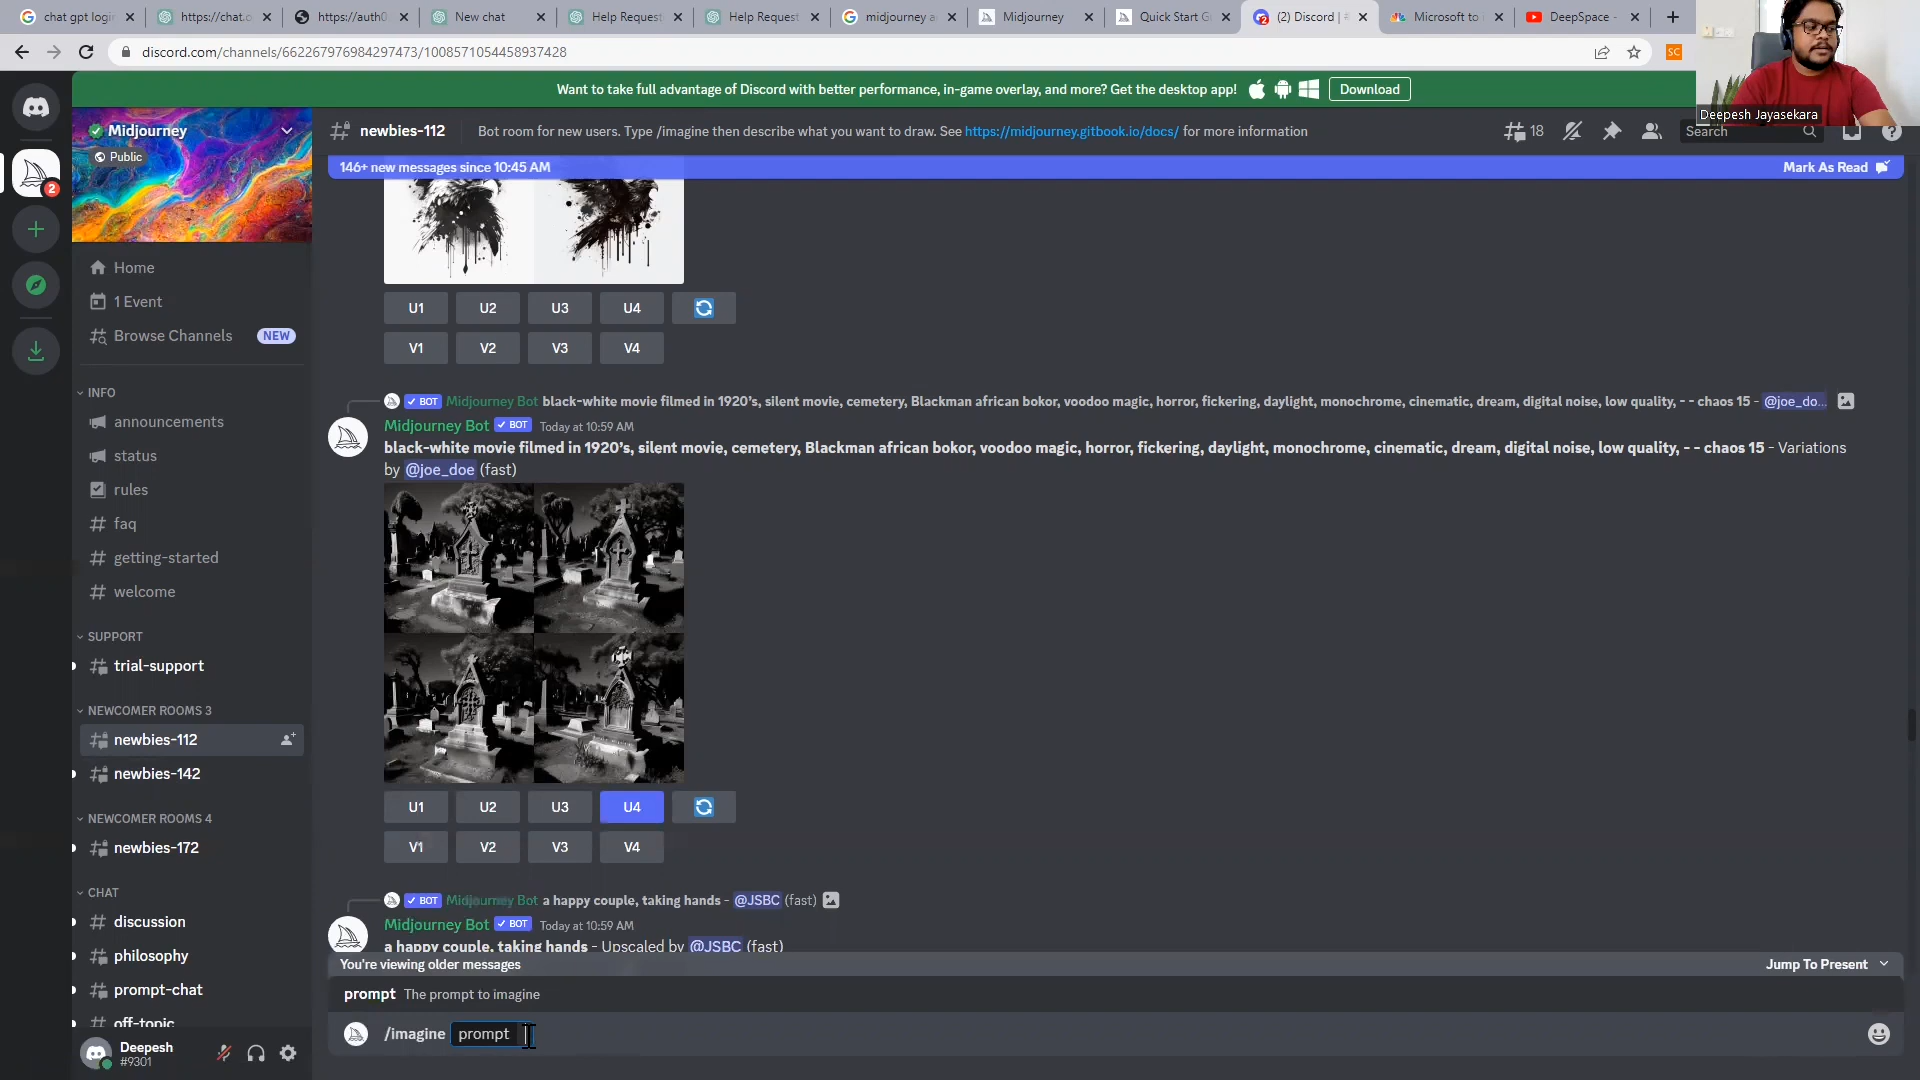 chat gpt login
https://chat.o
https://auth0
New chat
Help Request
Help Request
midjourney a
Midjourney
Quick Start G
(2) Discord | #
Microsoft to
DeepSpace -
discord.com/channels/662267976984297473/1008571054458937428
SC
Deepesh Jayasekara
Want to take full advantage of Discord with better performance, in-game overlay, and more? Get the desktop app!
Download
Midjourney
Public
newbies-112
Bot room for new users. Type /imagine then describe what you want to draw. See https://midjourney.gitbook.io/docs/ for more information
18
Search
146+ new messages since 10:45 AM
Mark As Read
2
Home
1 Event
Browse Channels
NEW
INFO
announcements
status
rules
faq
getting-started
welcome
SUPPORT
trial-support
NEWCOMER ROOMS 3
newbies-112
newbies-142
NEWCOMER ROOMS 4
newbies-172
CHAT
discussion
philosophy
prompt-chat
off-topic
Deepesh
#9301
U1 U2 U3 U4
V1 V2 V3 V4
BOT Midjourney Bot black-white movie filmed in 1920's, silent movie, cemetery, Blackman african bokor, voodoo magic, horror, fickering, daylight, monochrome, cinematic, dream, digital noise, low quality, - - chaos 15 - @joe_do...
Midjourney Bot BOT Today at 10:59 AM
black-white movie filmed in 1920's, silent movie, cemetery, Blackman african bokor, voodoo magic, horror, fickering, daylight, monochrome, cinematic, dream, digital noise, low quality, - - chaos 15 - Variations
by @joe_doe (fast)
U1 U2 U3 U4
V1 V2 V3 V4
BOT Midjourney Bot a happy couple, taking hands - @JSBC (fast)
Midjourney Bot BOT Today at 10:59 AM
a happy couple, taking hands - Upscaled by @JSBC (fast)
You're viewing older messages
Jump To Present
prompt The prompt to imagine
/imagine prompt